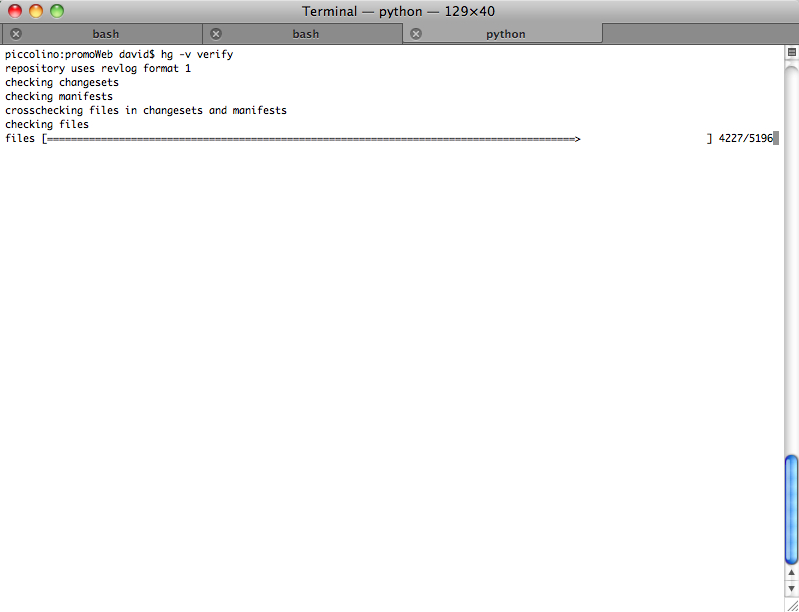 Terminal — python — 129×40
bash
bash
python
piccolino:promoWeb david$ hg -v verify
repository uses revlog format 1
checking changesets
checking manifests
crosschecking files in changesets and manifests
checking files
files [========================================================================================>                     ] 4227/5196